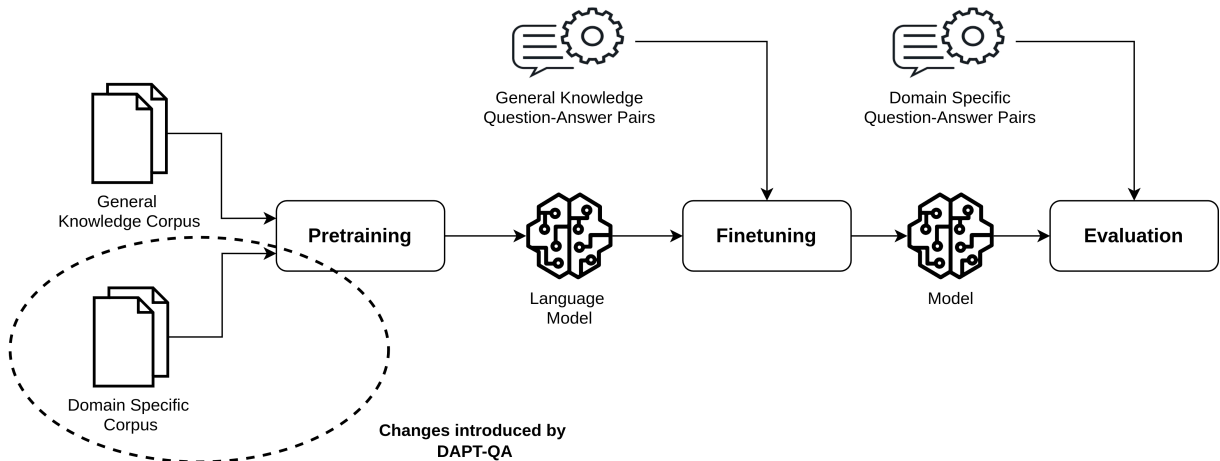 General Knowledge
Question-Answer Pairs
Domain Specific
Question-Answer Pairs
General
Knowledge Corpus
Pretraining
Finetuning
Evaluation
Language
Model
Model
Domain Specific
Corpus
Changes introduced by
DAPT-QA